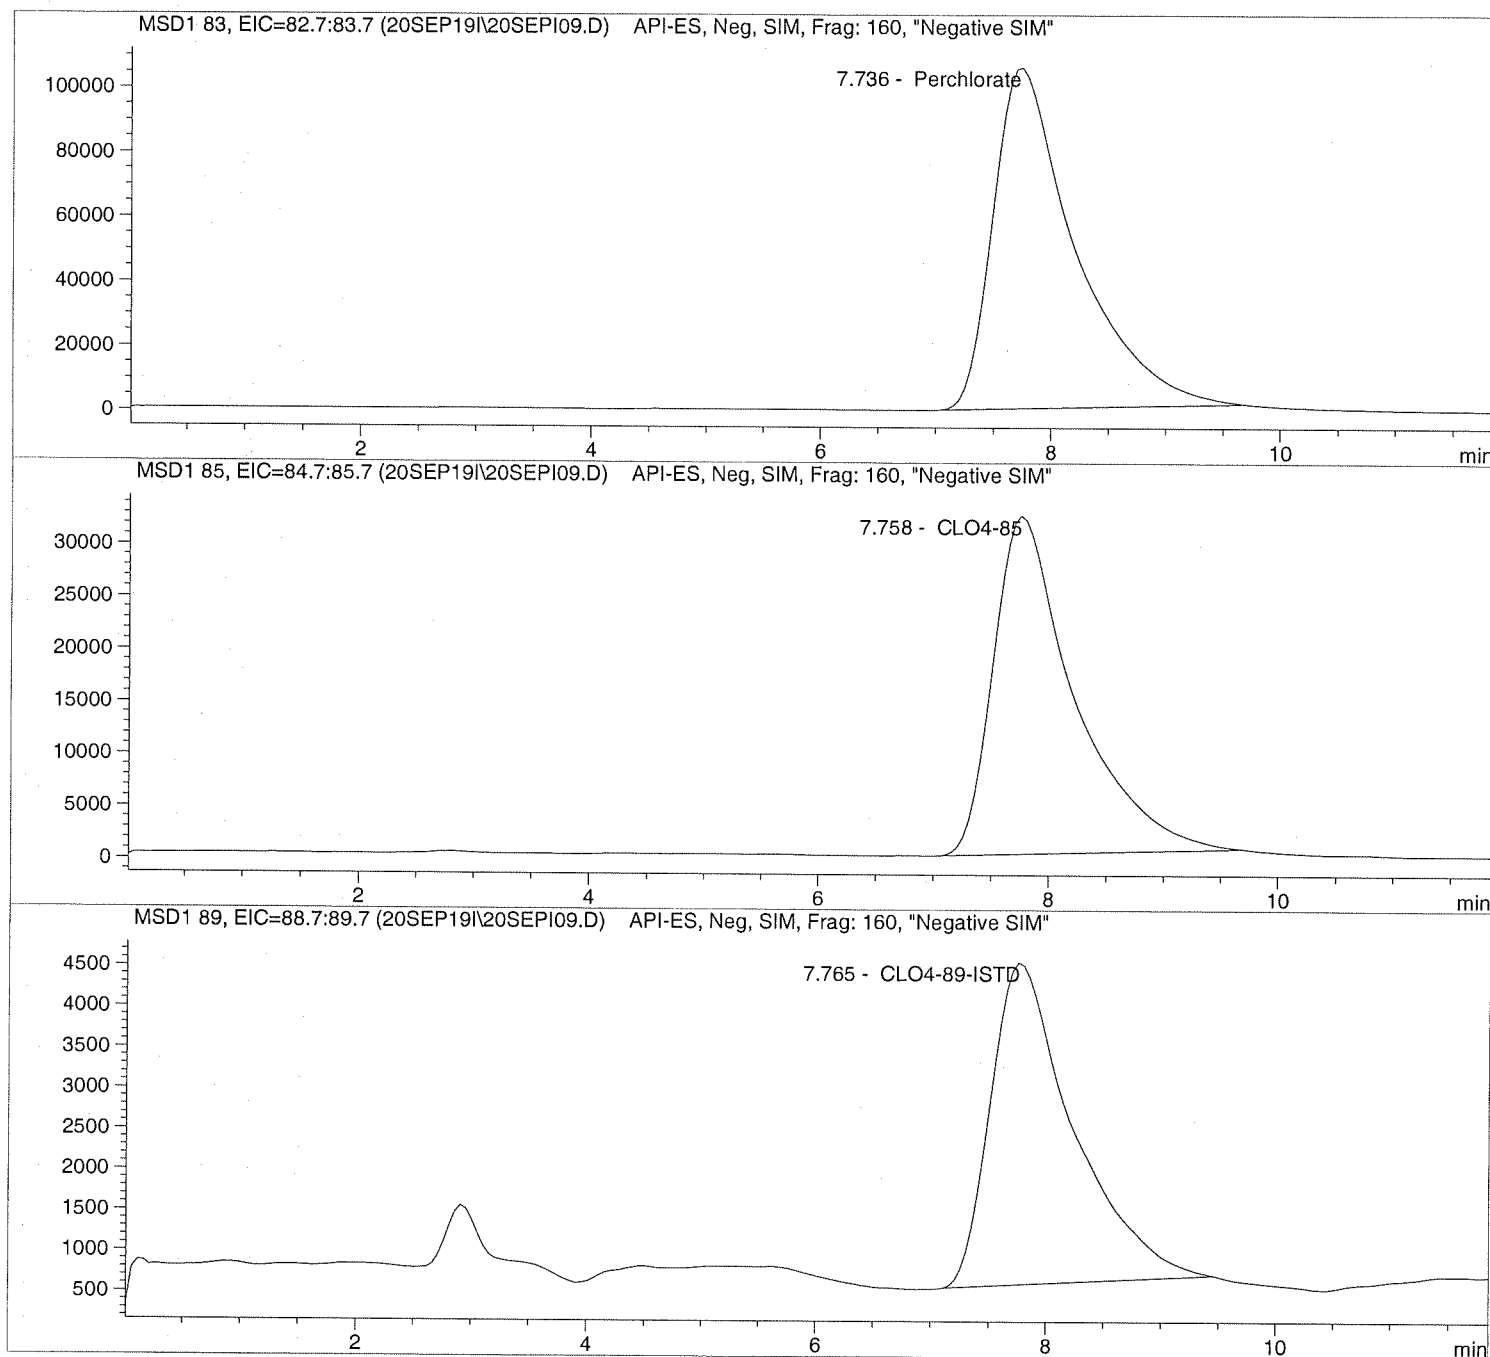 MSD1 83, EIC=82.7:83.7 (20SEP19I\20SEPI09.D) API-ES, Neg, SIM, Frag: 160, "Negative SIM"
7.736 - Perchlorate
100000
80000
60000
40000
20000
0
2 4 6 8 10 min
MSD1 85, EIC=84.7:85.7 (20SEP19I\20SEPI09.D) API-ES, Neg, SIM, Frag: 160, "Negative SIM"
7.758 - CLO4-85
30000
25000
20000
15000
10000
5000
0
2 4 6 8 10 min
MSD1 89, EIC=88.7:89.7 (20SEP19I\20SEPI09.D) API-ES, Neg, SIM, Frag: 160, "Negative SIM"
7.765 - CLO4-89-ISTD
4500
4000
3500
3000
2500
2000
1500
1000
500
2 4 6 8 10 min